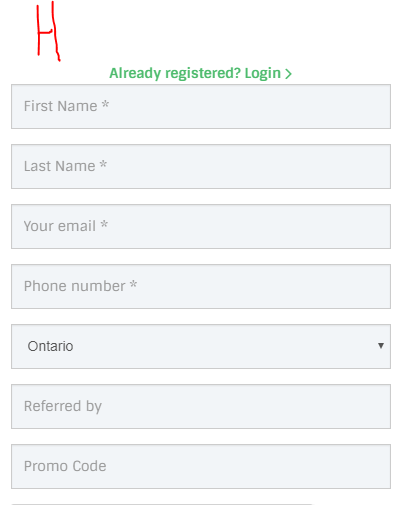 H
Already registered? Login >
First Name *
Last Name *
Your email *
Phone number *
Ontario
Referred by
Promo Code